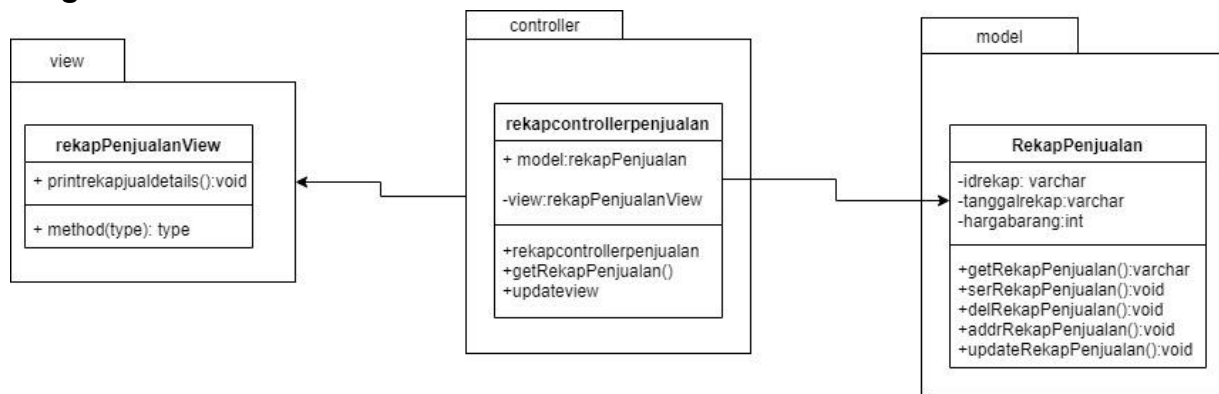 view
rekapPenjualanView
+ printrekapjualdetails():void
+ method(type): type
controller
rekapcontrollerpenjualan
+ model:rekapPenjualan
-view:rekapPenjualanView
+rekapcontrollerpenjualan
+getRekapPenjualan()
+updateview
model
RekapPenjualan
-idrekap: varchar
-tanggalrekap:varchar
-hargabarang:int
+getRekapPenjualan():varchar
+serRekapPenjualan():void
+delRekapPenjualan():void
+addrRekapPenjualan():void
+updateRekapPenjualan():void